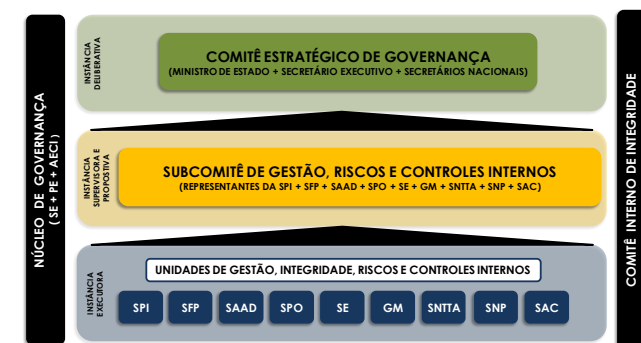 NÚCLEO DE GOVERNANÇA
(SE + PE + AECI)
INSTÂNCIA
DELIBERATIVA
COMITÊ ESTRATÉGICO DE GOVERNANÇA
(MINISTRO DE ESTADO + SECRETÁRIO EXECUTIVO + SECRETÁRIOS NACIONAIS)
INSTÂNCIA
SUPERVISORA E
PROPOSITIVA
SUBCOMITÊ DE GESTÃO, RISCOS E CONTROLES INTERNOS
(REPRESENTANTES DA SPI + SFP + SAAD + SPO + SE + GM + SNTTA + SNP + SAC)
INSTÂNCIA
EXECUTORA
UNIDADES DE GESTÃO, INTEGRIDADE, RISCOS E CONTROLES INTERNOS
SPI SFP SAAD SPO SE GM SNTTA SNP SAC
COMITÊ INTERNO DE INTEGRIDADE